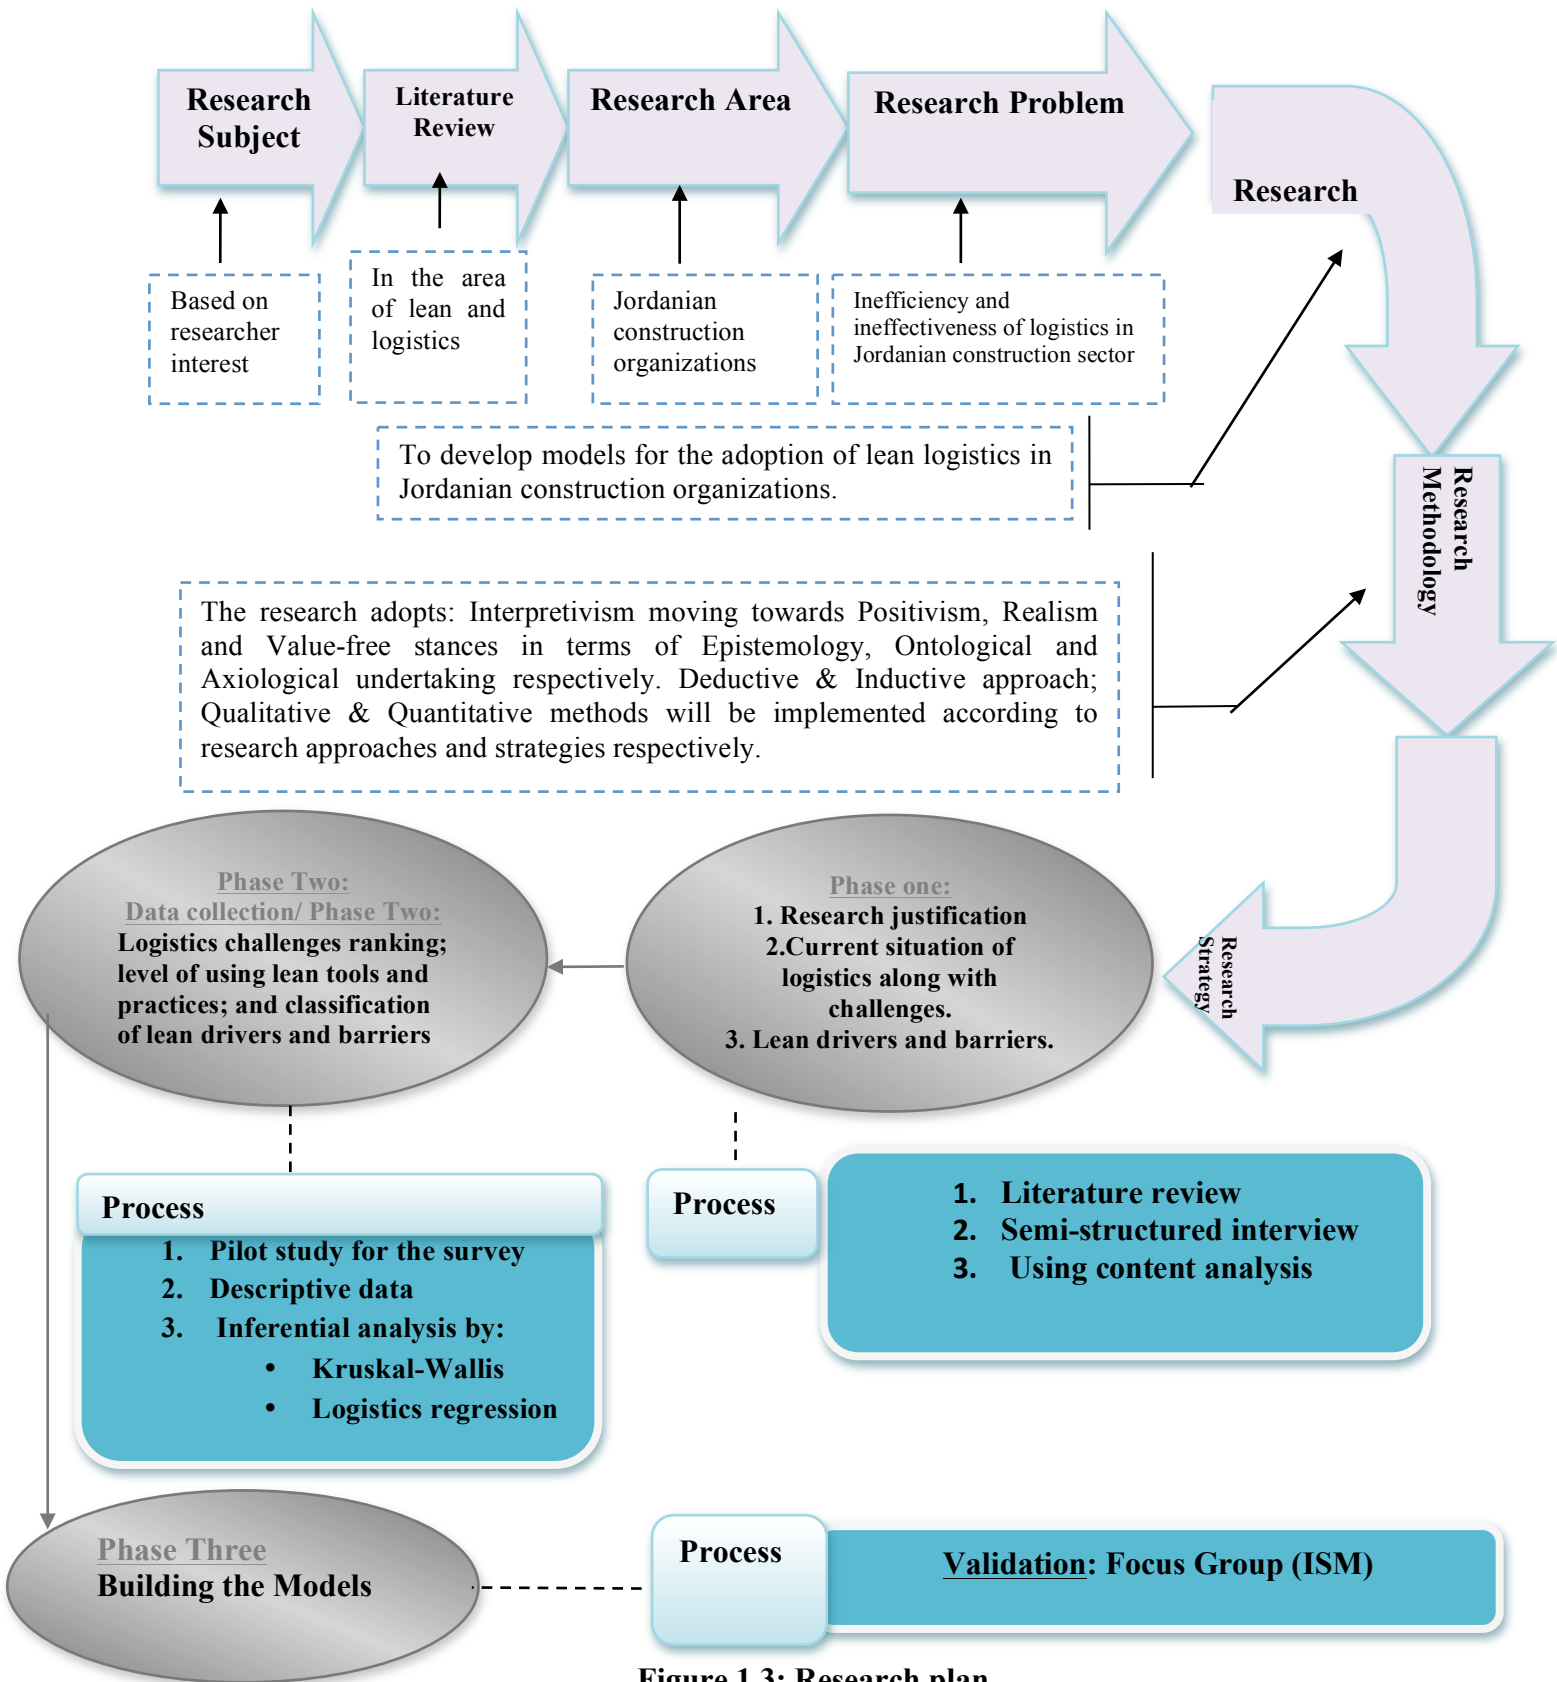 Research
Subject
Literature
Review
Research Area
Research Problem
Research
Based on
researcher
interest
In the area
of lean and
logistics
Jordanian
construction
organizations
Inefficiency and
ineffectiveness of logistics in
Jordanian construction sector
To develop models for the adoption of lean logistics in
Jordanian construction organizations.
Research
Methodology
The research adopts: Interpretivism moving towards Positivism, Realism
and Value-free stances in terms of Epistemology, Ontological and
Axiological undertaking respectively. Deductive & Inductive approach;
Qualitative & Quantitative methods will be implemented according to
research approaches and strategies respectively.
Research
Strategy
Phase one:
1. Research justification
2.Current situation of
logistics along with
challenges.
3. Lean drivers and barriers.
Phase Two:
Data collection/ Phase Two:
Logistics challenges ranking;
level of using lean tools and
practices; and classification
of lean drivers and barriers
Process
1. Literature review
2. Semi-structured interview
3. Using content analysis
Process
1. Pilot study for the survey
2. Descriptive data
3. Inferential analysis by:
• Kruskal-Wallis
• Logistics regression
Phase Three
Building the Models
Process
Validation: Focus Group (ISM)
Figure 1.3: Research plan